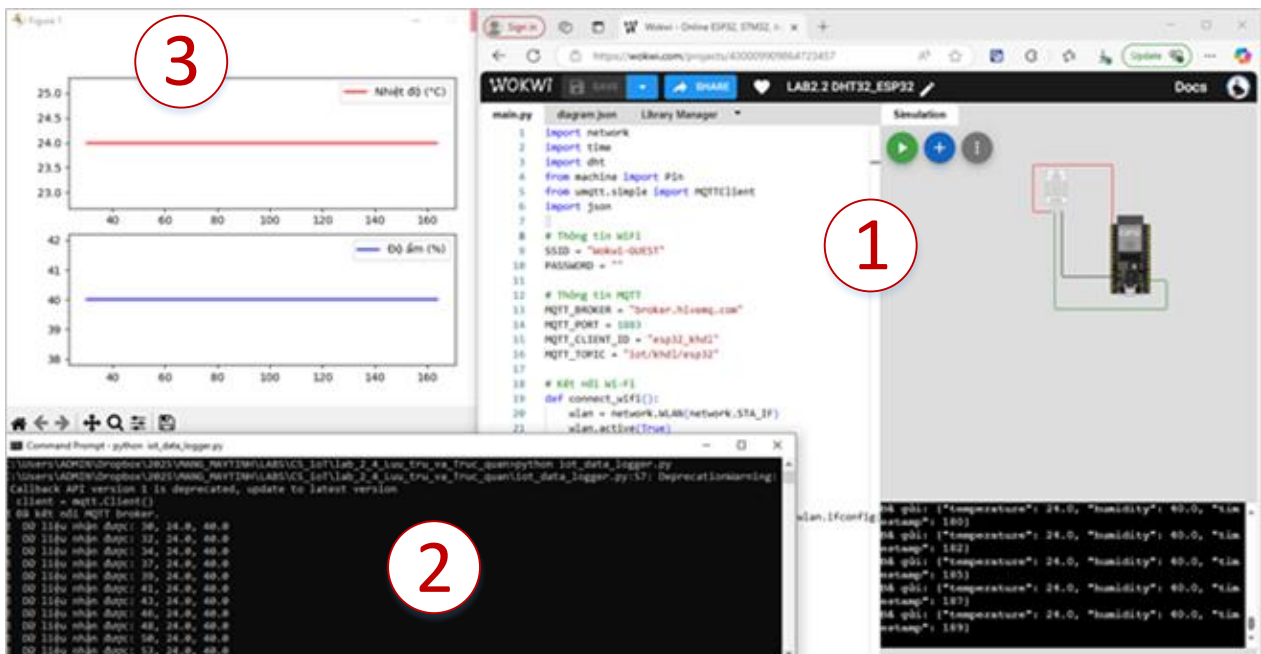 Figure 1
3
25.0
24.5
24.0
23.5
23.0
Nhiệt độ (°C)
40 60 80 100 120 140 160
42
41
40
39
38
Độ ẩm (%)
40 60 80 100 120 140 160
Sign in
Wokwi - Online ESP32, STM32, A
https://wokwi.com/projects/
Update
WOKWI SAVE SHARE LAB2.2 DHT32_ESP32 Docs
main.py diagram.json Library Manager
Simulation
1 import network
2 import time
3 import dht
4 from machine import Pin
5 from umqtt.simple import MQTTClient
6 import json
7
8 # Thông tin WiFi
9 SSID = "Wokwi-GUEST"
10 PASSWORD = ""
11
12 # Thông tin MQTT
13 MQTT_BROKER = "broker.hivemq.com"
14 MQTT_PORT = 1883
15 MQTT_CLIENT_ID = "esp32_khdl"
16 MQTT_TOPIC = "iot/khdl/esp32"
17
18 # Kết nối Wi-Fi
19 def connect_wifi():
20 wlan = network.WLAN(network.STA_IF)
21 wlan.active(True)
1
wlan.ifconfig
Command Prompt - python iot_data_logger.py
:\Users\ADMIN\Dropbox\2025\MANG_MAYTINH\LABS\CS_IoT\lab_2_4_Luu_tru_va_Truc_quan>python iot_data_logger.py
:\Users\ADMIN\Dropbox\2025\MANG_MAYTINH\LABS\CS_IoT\lab_2_4_Luu_tru_va_Truc_quan\iot_data_logger.py:57: DeprecationWarning:
Callback API version 1 is deprecated, update to latest version
client = mqtt.Client()
Đã kết nối MQTT broker.
Dữ liệu nhận được: 30, 24.0, 40.0
Dữ liệu nhận được: 32, 24.0, 40.0
Dữ liệu nhận được: 34, 24.0, 40.0
Dữ liệu nhận được: 37, 24.0, 40.0
Dữ liệu nhận được: 39, 24.0, 40.0
Dữ liệu nhận được: 41, 24.0, 40.0
Dữ liệu nhận được: 43, 24.0, 40.0
Dữ liệu nhận được: 46, 24.0, 40.0
Dữ liệu nhận được: 48, 24.0, 40.0
Dữ liệu nhận được: 50, 24.0, 40.0
Dữ liệu nhận được: 53, 24.0, 40.0
2
Đã gửi: {"temperature": 24.0, "humidity": 40.0, "tim
estamp": 180}
Đã gửi: {"temperature": 24.0, "humidity": 40.0, "tim
estamp": 182}
Đã gửi: {"temperature": 24.0, "humidity": 40.0, "tim
estamp": 185}
Đã gửi: {"temperature": 24.0, "humidity": 40.0, "tim
estamp": 187}
Đã gửi: {"temperature": 24.0, "humidity": 40.0, "tim
estamp": 189}